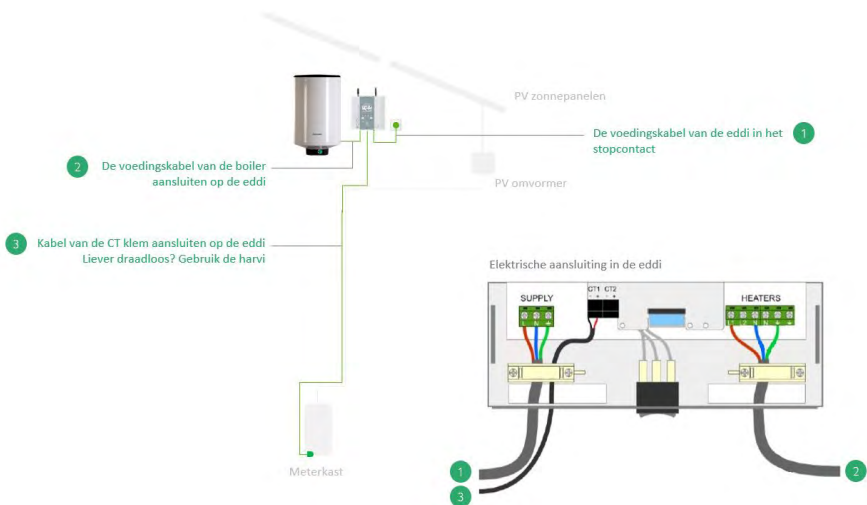 PV zonnepanelen
De voedingskabel van de eddi in het
stopcontact
1
2
De voedingskabel van de boiler
aansluiten op de eddi
PV omvormer
3
Kabel van de CT klem aansluiten op de eddi
Liever draadloos? Gebruik de harvi
Meterkast
Elektrische aansluiting in de eddi
SUPPLY
CT1 CT2
HEATERS
L N
L1 L2 N N
1
2
3